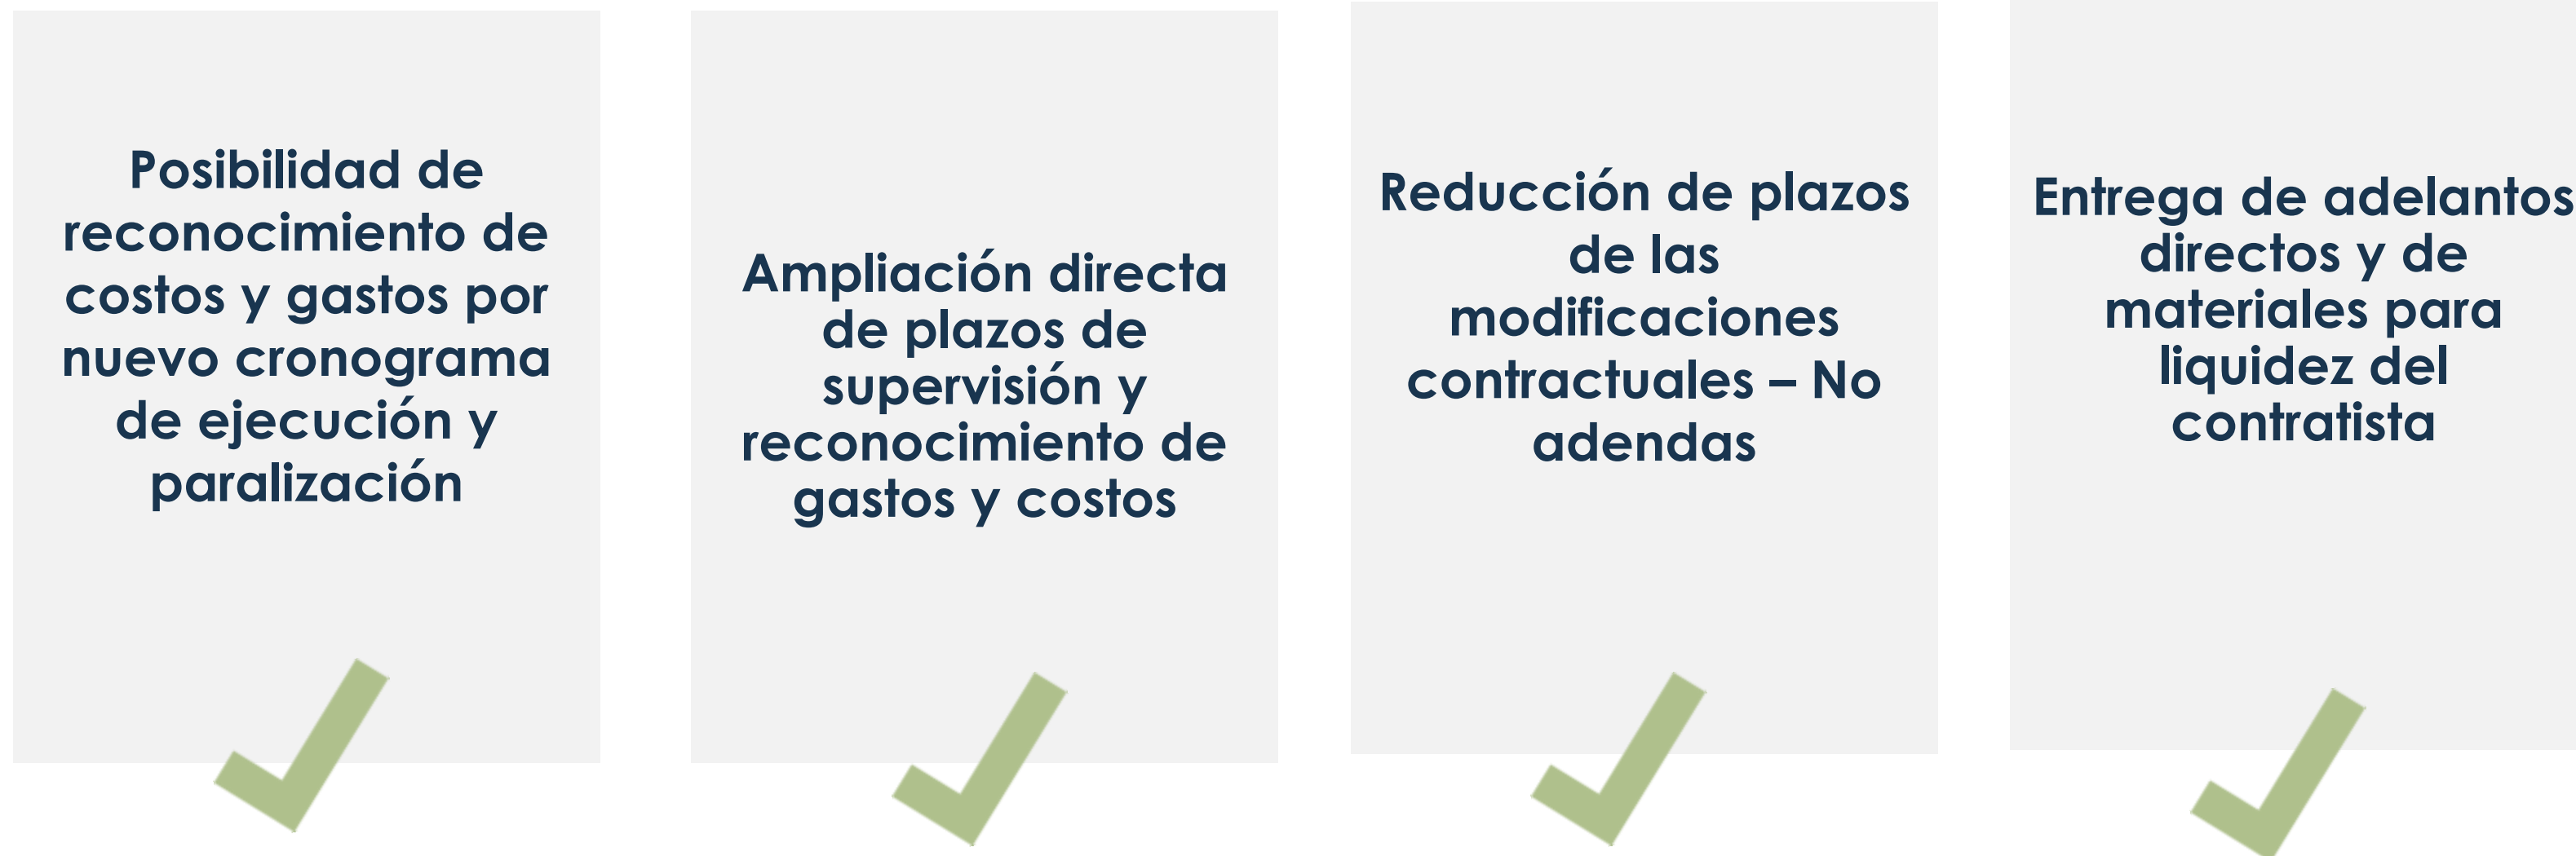 Posibilidad de
reconocimiento de
costos y gastos por
nuevo cronograma
de ejecución y
paralización
Ampliación directa
de plazos de
supervisión y
reconocimiento de
gastos y costos
Reducción de plazos
de las
modificaciones
contractuales – No
adendas
Entrega de adelantos
directos y de
materiales para
liquidez del
contratista